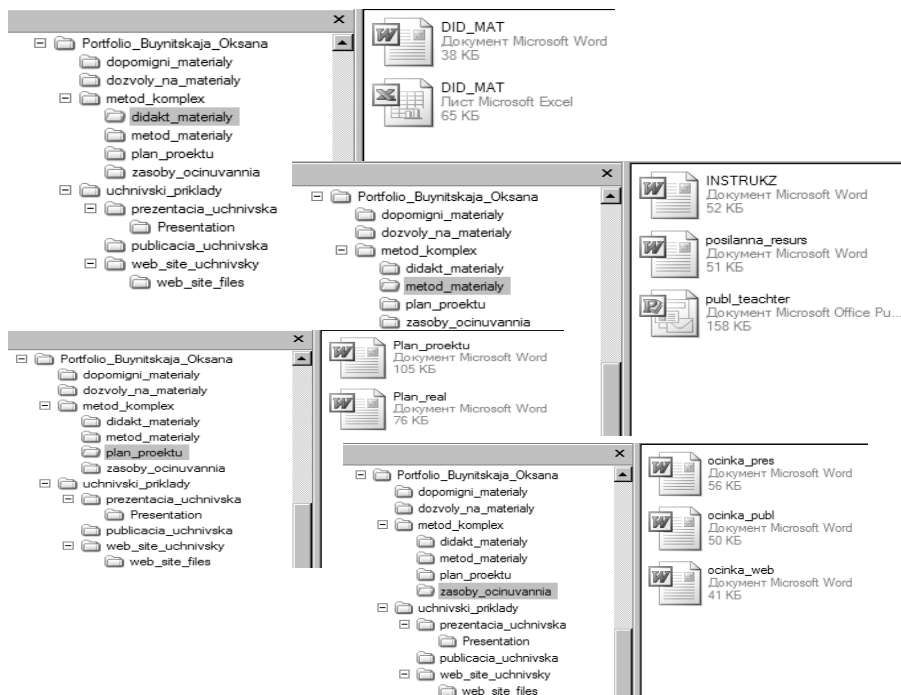 Portfolio_Buynitskaja_Oksana
dopomigni_materialy
dozvoly_na_materialy
metod_komplex
didakt_materialy
metod_materialy
plan_proektu
zasoby_ocinuvannia
uchnivski_priklady
prezentacia_uchnivska
Presentation
publicacia_uchnivska
web_site_uchnivsky
web_site_files
DID_MAT
Документ Microsoft Word
38 КБ
DID_MAT
Лист Microsoft Excel
65 КБ
Portfolio_Buynitskaja_Oksana
dopomigni_materialy
dozvoly_na_materialy
metod_komplex
didakt_materialy
metod_materialy
plan_proektu
zasoby_ocinuvannia
INSTRUKZ
Документ Microsoft Word
52 КБ
posilanna_resurs
Документ Microsoft Word
51 КБ
publ_teachter
Документ Microsoft Office Pu...
158 КБ
Portfolio_Buynitskaja_Oksana
dopomigni_materialy
dozvoly_na_materialy
metod_komplex
didakt_materialy
metod_materialy
plan_proektu
zasoby_ocinuvannia
uchnivski_priklady
prezentacia_uchnivska
Presentation
publicacia_uchnivska
web_site_uchnivsky
web_site_files
Plan_proektu
Документ Microsoft Word
105 КБ
Plan_real
Документ Microsoft Word
76 КБ
Portfolio_Buynitskaja_Oksana
dopomigni_materialy
dozvoly_na_materialy
metod_komplex
didakt_materialy
metod_materialy
plan_proektu
zasoby_ocinuvannia
uchnivski_priklady
prezentacia_uchnivska
Presentation
publicacia_uchnivska
web_site_uchnivsky
web_site_files
ocinka_pres
Документ Microsoft Word
56 КБ
ocinka_publ
Документ Microsoft Word
50 КБ
ocinka_web
Документ Microsoft Word
41 КБ